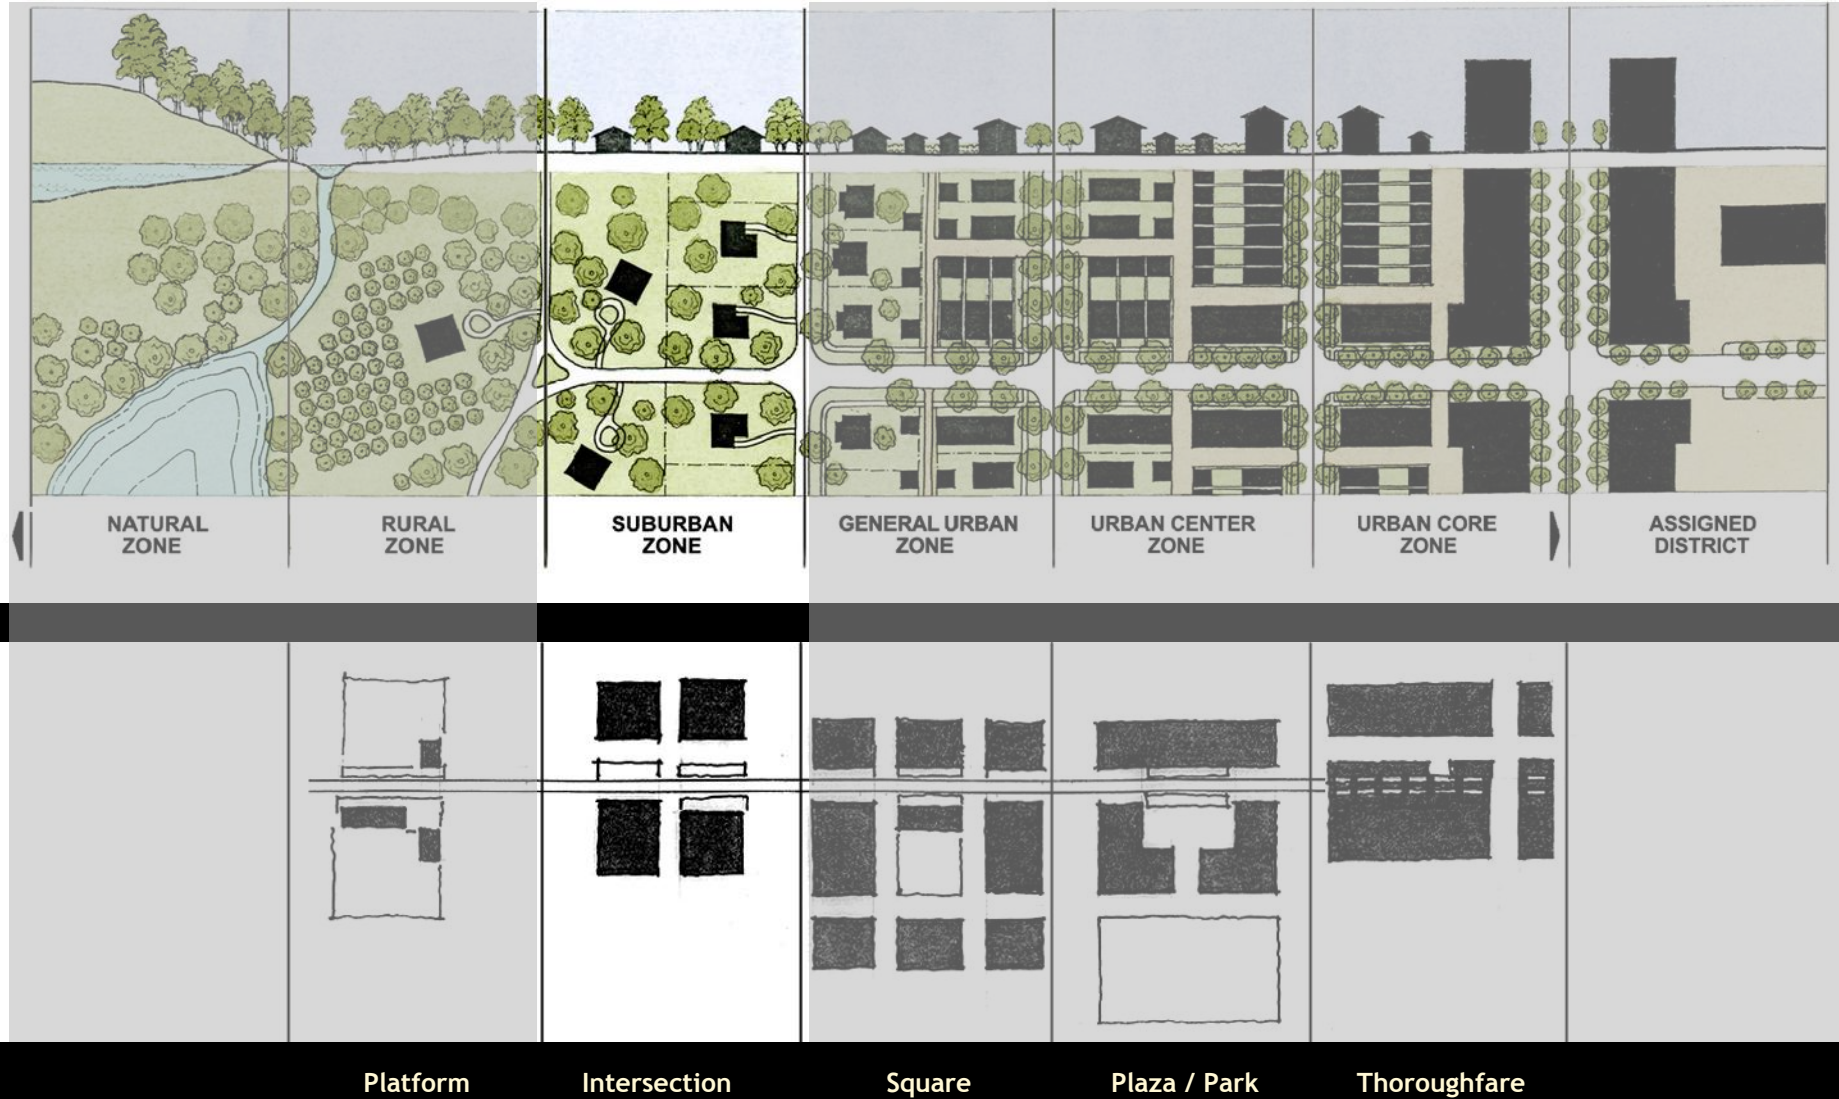 NATURAL
ZONE
RURAL
ZONE
SUBURBAN
ZONE
GENERAL URBAN
ZONE
URBAN CENTER
ZONE
URBAN CORE
ZONE
ASSIGNED
DISTRICT
Platform
Intersection
Square
Plaza / Park
Thoroughfare